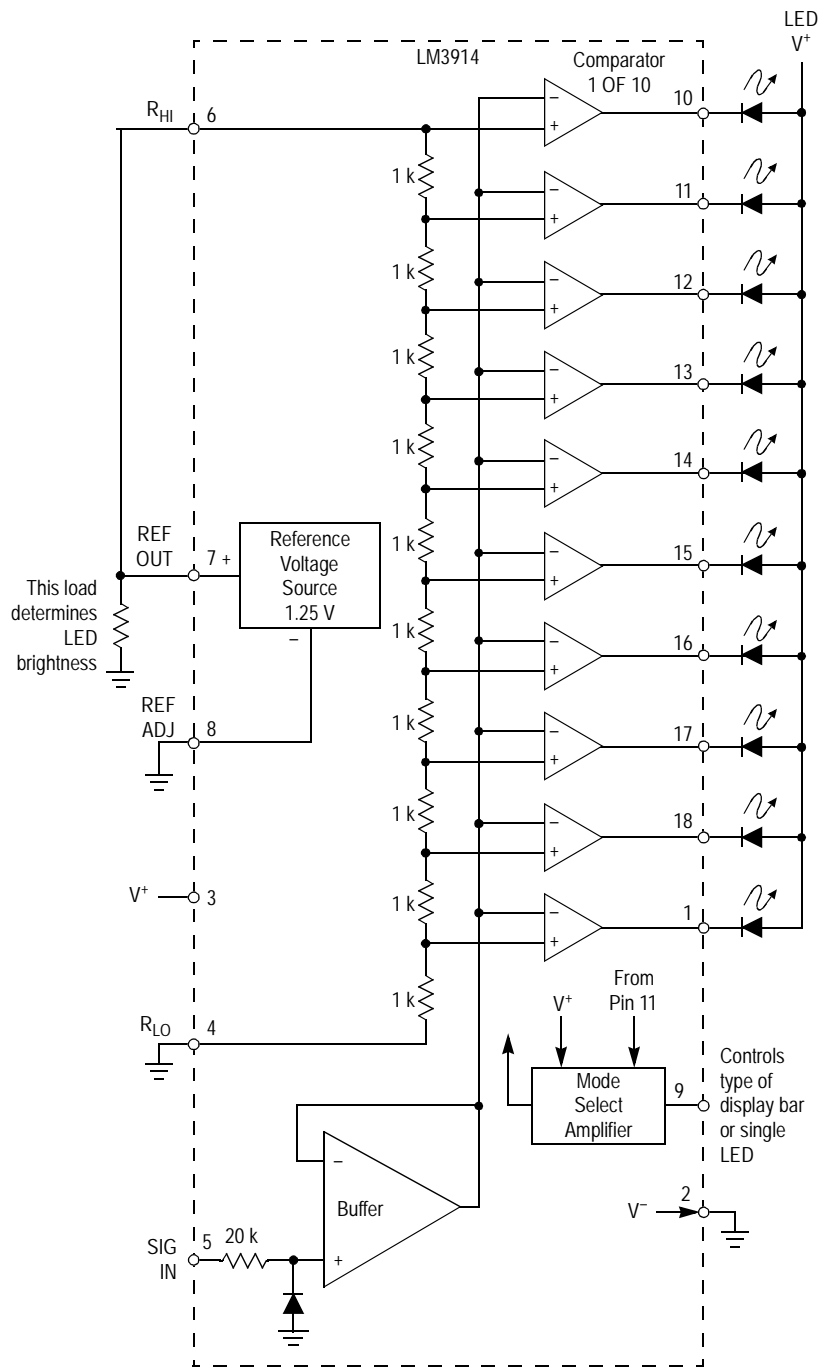 LED
V+
LM3914
Comparator
1 OF 10
10
RHI
6
−
+
1 k
11
−
+
1 k
12
−
+
1 k
13
−
+
1 k
14
−
+
1 k
15
−
+
REF
OUT
7 +
Reference
Voltage
Source
1.25 V
−
This load
determines
LED
brightness
1 k
16
−
+
REF
ADJ
8
1 k
17
−
+
1 k
18
−
+
V+
3
1 k
1
−
+
RLO
4
1 k
V+
From
Pin 11
Mode
Select
Amplifier
9
Controls
type of
display bar
or single
LED
−
Buffer
+
V−
2
SIG
IN
5
20 k